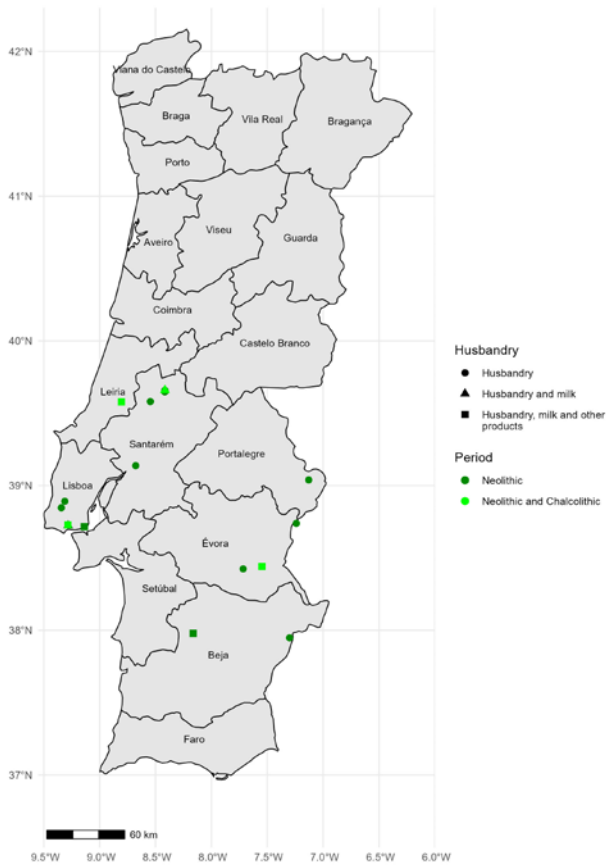 42°N
Viana do Castelo
Braga
Vila Real
Bragança
Porto
41°N
Viseu
Guarda
Aveiro
Coimbra
40°N
Castelo Branco
Husbandry
Husbandry
Husbandry and milk
Husbandry, milk and other
products
Leiria
Santarém
Portalegre
Period
Neolithic
Neolithic and Chalcolithic
Lisboa
39°N
Évora
Setúbal
38°N
Beja
Faro
37°N
60 km
9.5°W
9.0°W
8.5°W
8.0°W
7.5°W
7.0°W
6.5°W
6.0°W